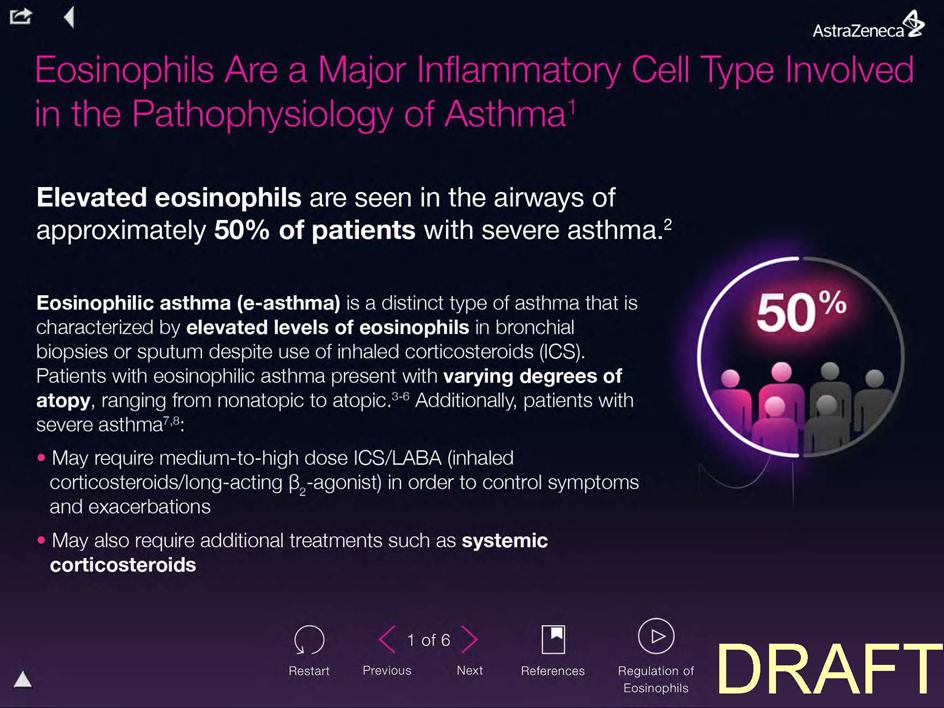 AstraZeneca
Eosinophils Are a Major Inflammatory Cell Type Involved
in the Pathophysiology of Asthma¹
Elevated eosinophils are seen in the airways of
approximately 50% of patients with severe asthma.²
50%
Eosinophilic asthma (e-asthma) is a distinct type of asthma that is
characterized by elevated levels of eosinophils in bronchial
biopsies or sputum despite use of inhaled corticosteroids (ICS).
Patients with eosinophilic asthma present with varying degrees of
atopy, ranging from nonatopic to atopic.³⁻⁶ Additionally, patients with
severe asthma⁷,⁸:
• May require medium-to-high dose ICS/LABA (inhaled
corticosteroids/long-acting β₂-agonist) in order to control symptoms
and exacerbations
• May also require additional treatments such as systemic
corticosteroids
1 of 6
Restart
Previous
Next
References
Regulation of
Eosinophils
DRAFT